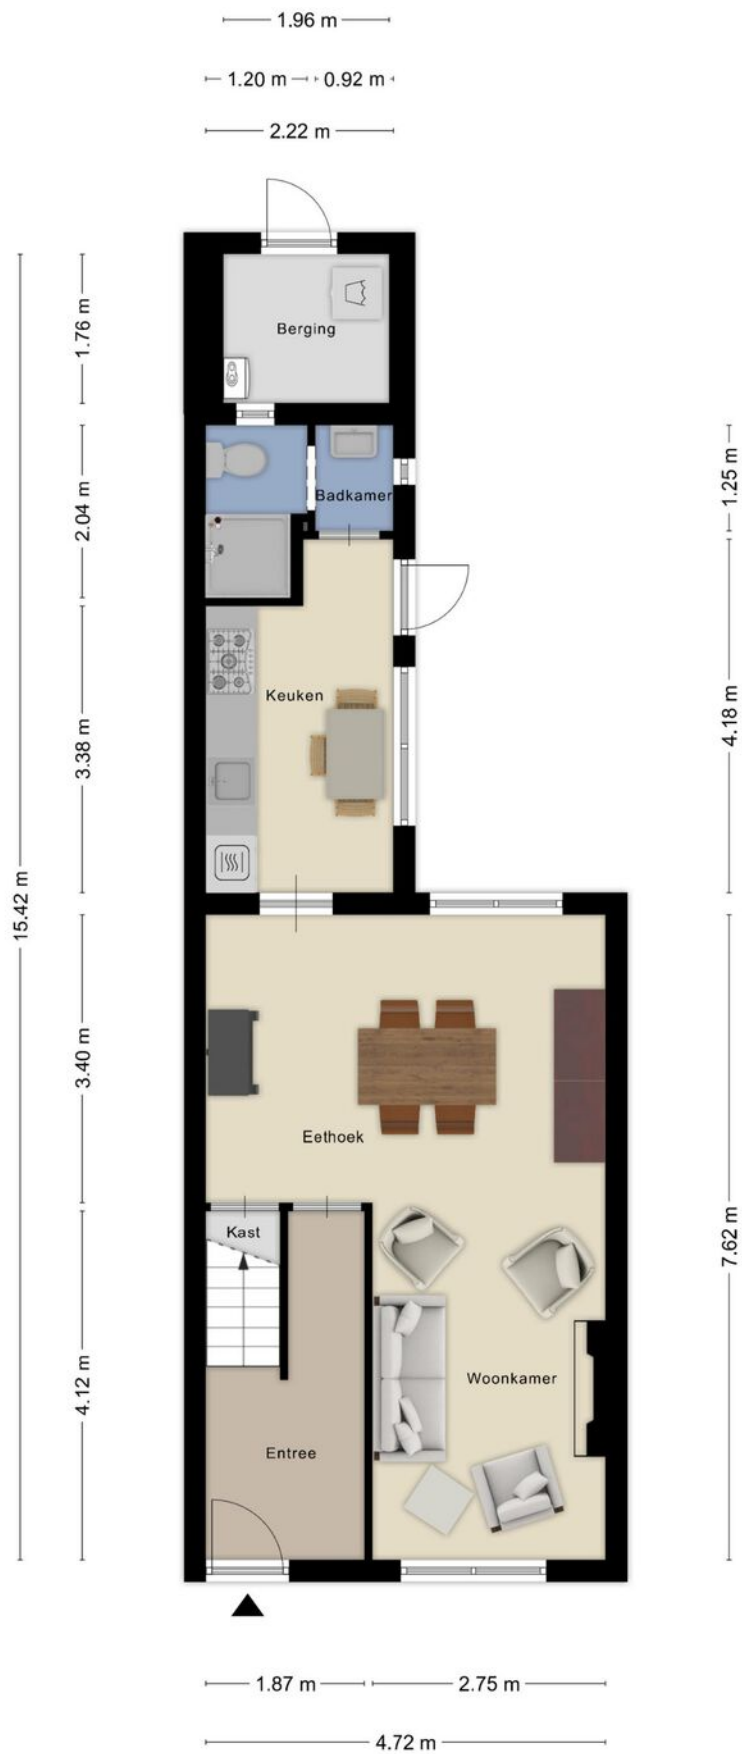 1.96 m
1.20 m
0.92 m
2.22 m
Berging
1.76 m
Badkamer
2.04 m
1.25 m
Keuken
3.38 m
4.18 m
15.42 m
3.40 m
Eethoek
Kast
7.62 m
Woonkamer
4.12 m
Entree
1.87 m
2.75 m
4.72 m